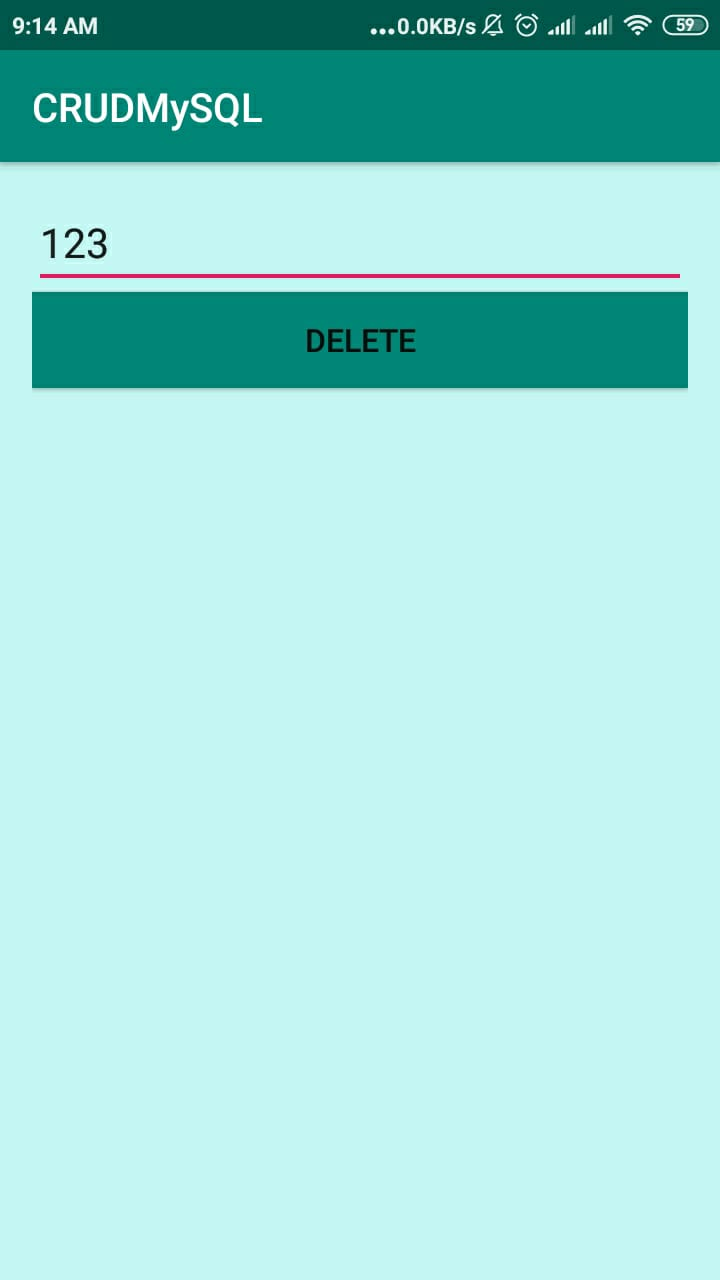 9:14 AM ...0.0KB/s 59
CRUDMySQL
123
DELETE